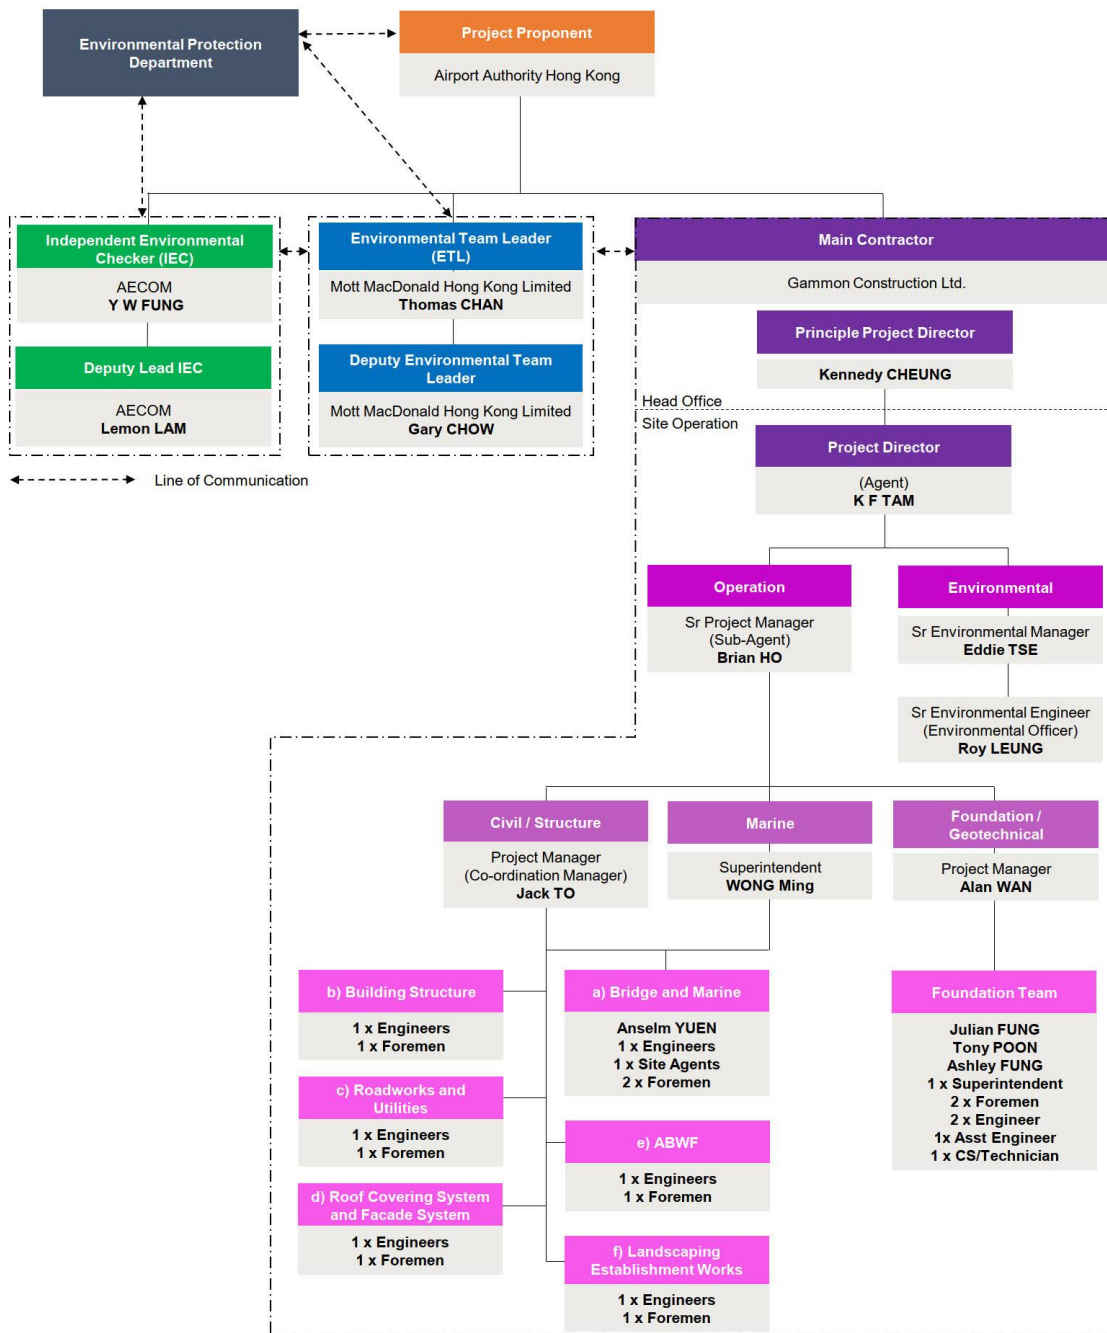 Environmental Protection
Department
Project Proponent
Airport Authority Hong Kong
Independent Environmental
Checker (IEC)
AECOM
Y W FUNG
Deputy Lead IEC
AECOM
Lemon LAM
Environmental Team Leader
(ETL)
Mott MacDonald Hong Kong Limited
Thomas CHAN
Deputy Environmental Team
Leader
Mott MacDonald Hong Kong Limited
Gary CHOW
Main Contractor
Gammon Construction Ltd.
Principle Project Director
Kennedy CHEUNG
Head Office
Site Operation
Line of Communication
Project Director
(Agent)
K F TAM
Operation
Sr Project Manager
(Sub-Agent)
Brian HO
Environmental
Sr Environmental Manager
Eddie TSE
Sr Environmental Engineer
(Environmental Officer)
Roy LEUNG
Civil / Structure
Project Manager
(Co-ordination Manager)
Jack TO
Marine
Superintendent
WONG Ming
Foundation /
Geotechnical
Project Manager
Alan WAN
b) Building Structure
1 x Engineers
1 x Foremen
a) Bridge and Marine
Anselm YUEN
1 x Engineers
1 x Site Agents
2 x Foremen
Foundation Team
Julian FUNG
Tony POON
Ashley FUNG
1 x Superintendent
2 x Foremen
2 x Engineer
1x Asst Engineer
1 x CS/Technician
c) Roadworks and
Utilities
1 x Engineers
1 x Foremen
e) ABWF
1 x Engineers
1 x Foremen
d) Roof Covering System
and Facade System
1 x Engineers
1 x Foremen
f) Landscaping
Establishment Works
1 x Engineers
1 x Foremen